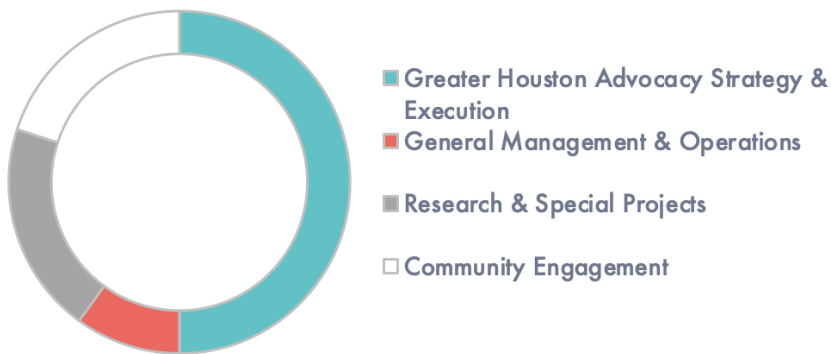 Greater Houston Advocacy Strategy &
Execution
General Management & Operations
Research & Special Projects
Community Engagement